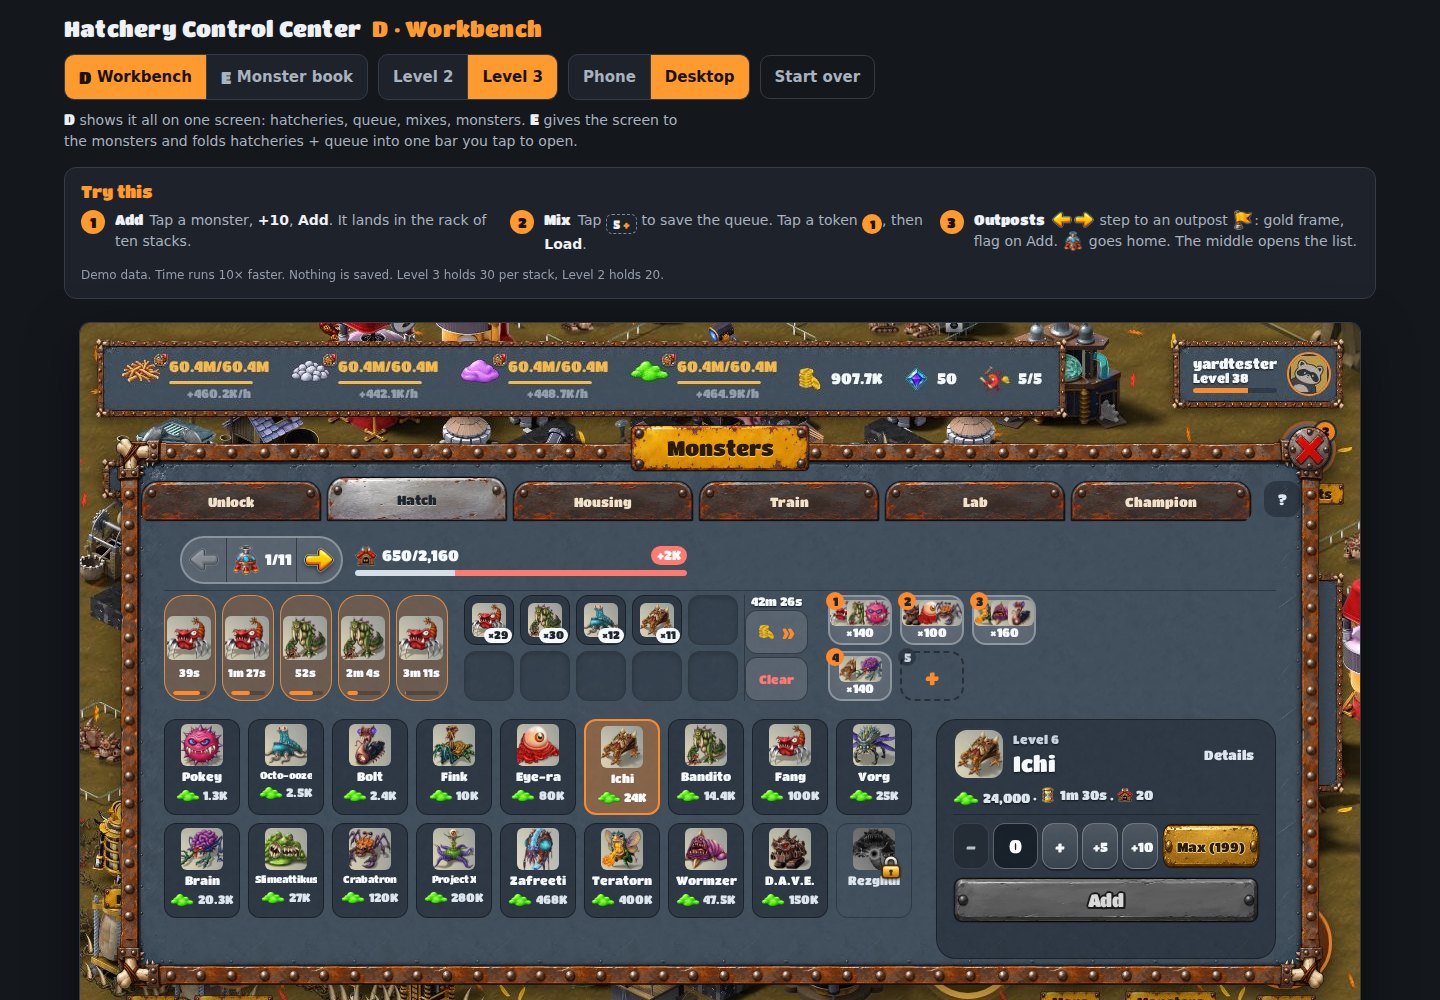 Hatchery Control Center D · Workbench
D Workbench E Monster book Level 2 Level 3 Phone Desktop Start over
D shows it all on one screen: hatcheries, queue, mixes, monsters. E gives the screen to
the monsters and folds hatcheries + queue into one bar you tap to open.
Try this
1 Add Tap a monster, +10, Add. It lands in the rack of
ten stacks.
2 Mix Tap 5 + to save the queue. Tap a token 1, then
Load.
3 Outposts step to an outpost : gold frame,
flag on Add. goes home. The middle opens the list.
Demo data. Time runs 10× faster. Nothing is saved. Level 3 holds 30 per stack, Level 2 holds 20.
60.4M/60.4M 60.4M/60.4M 60.4M/60.4M 60.4M/60.4M 907.7K 50 5/5
+460.2K/h +442.1K/h +448.7K/h +464.9K/h
yardtester
Level 38
Monsters
Unlock Hatch Housing Train Lab Champion ?
1/11 650/2,160 +2K
×29 ×30 ×12 ×11
39s 1m 27s 52s 2m 4s 3m 11s
42m 26s
Clear
1 ×140 2 ×100 3 ×160
4 ×140 5 +
Pokey Octo-ooze Bolt Fink Eye-ra Ichi Bandito Fang Vorg
1.3K 2.5K 2.4K 10K 80K 24K 14.4K 100K 25K
Brain Slimeattikus Crabatron Project X Zafreeti Teratorn Wormzer D.A.V.E.
20.3K 27K 120K 280K 468K 400K 47.5K 150K
Level 6
Ichi
Details
24,000 · 1m 30s · 20
− 0 + +5 +10 Max (199)
Add